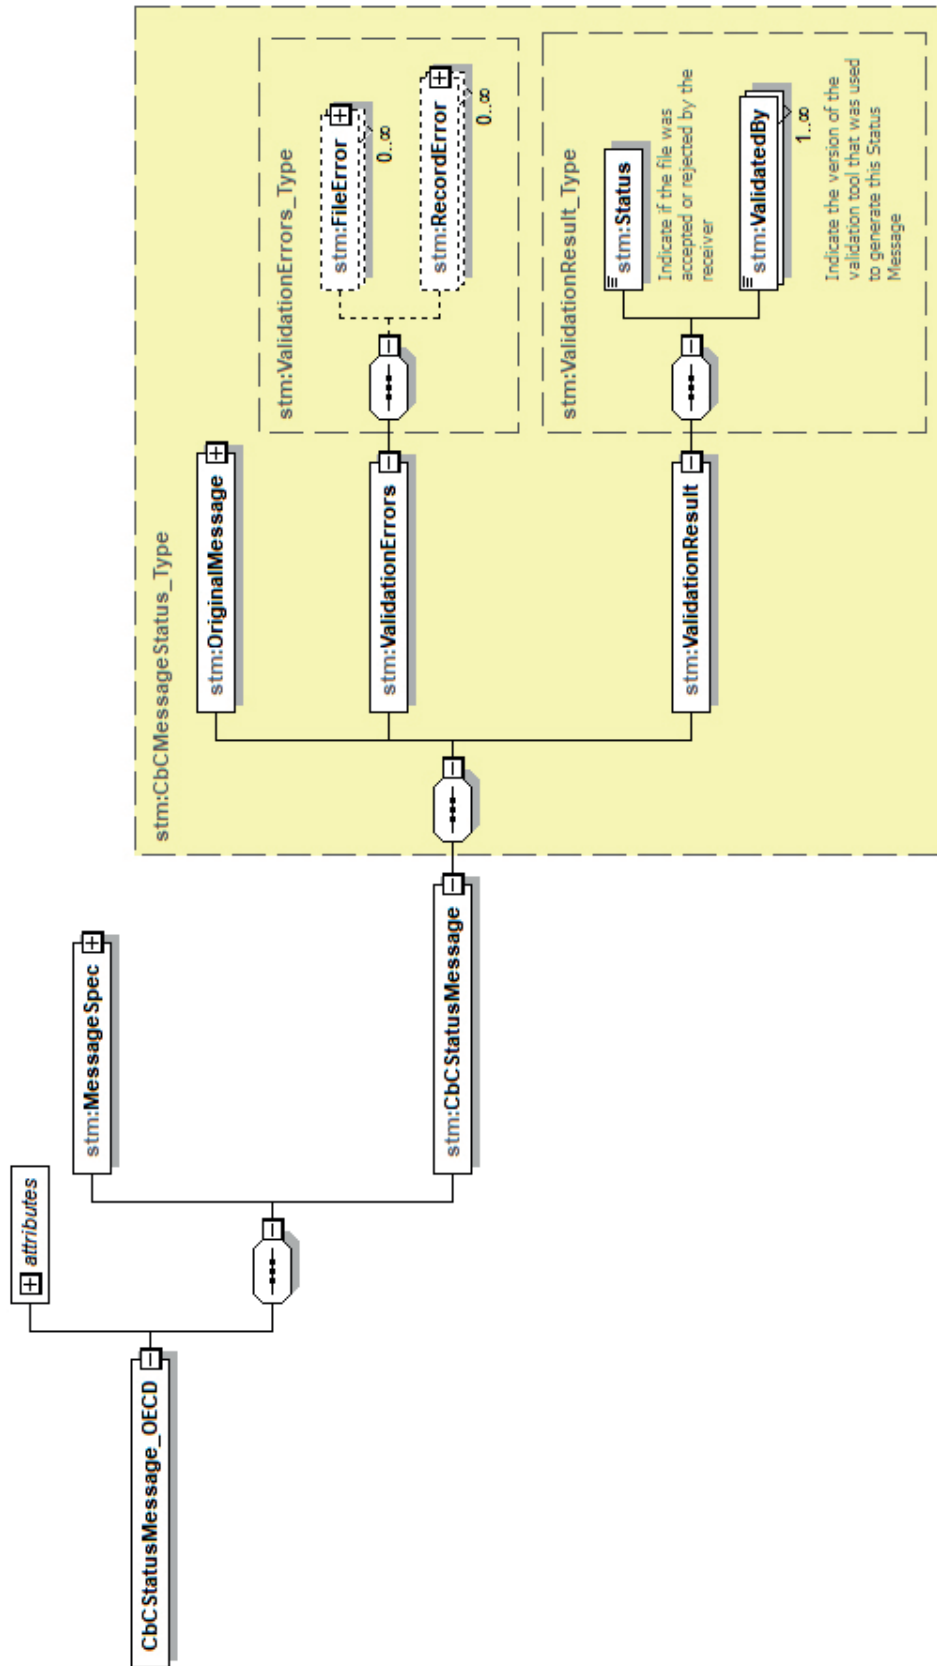 CbCStatusMessage_OECD
attributes
stm:MessageSpec
stm:CbCStatusMessage
stm:CbCMessageStatus_Type
stm:OriginalMessage
stm:ValidationErrors
stm:ValidationErrors_Type
stm:FileError
0..∞
stm:RecordError
0..∞
stm:ValidationResult
stm:ValidationResult_Type
stm:Status
Indicate if the file was
accepted or rejected by the
receiver
stm:ValidatedBy
1..∞
Indicate the version of the
validation tool that was used
to generate this Status
Message